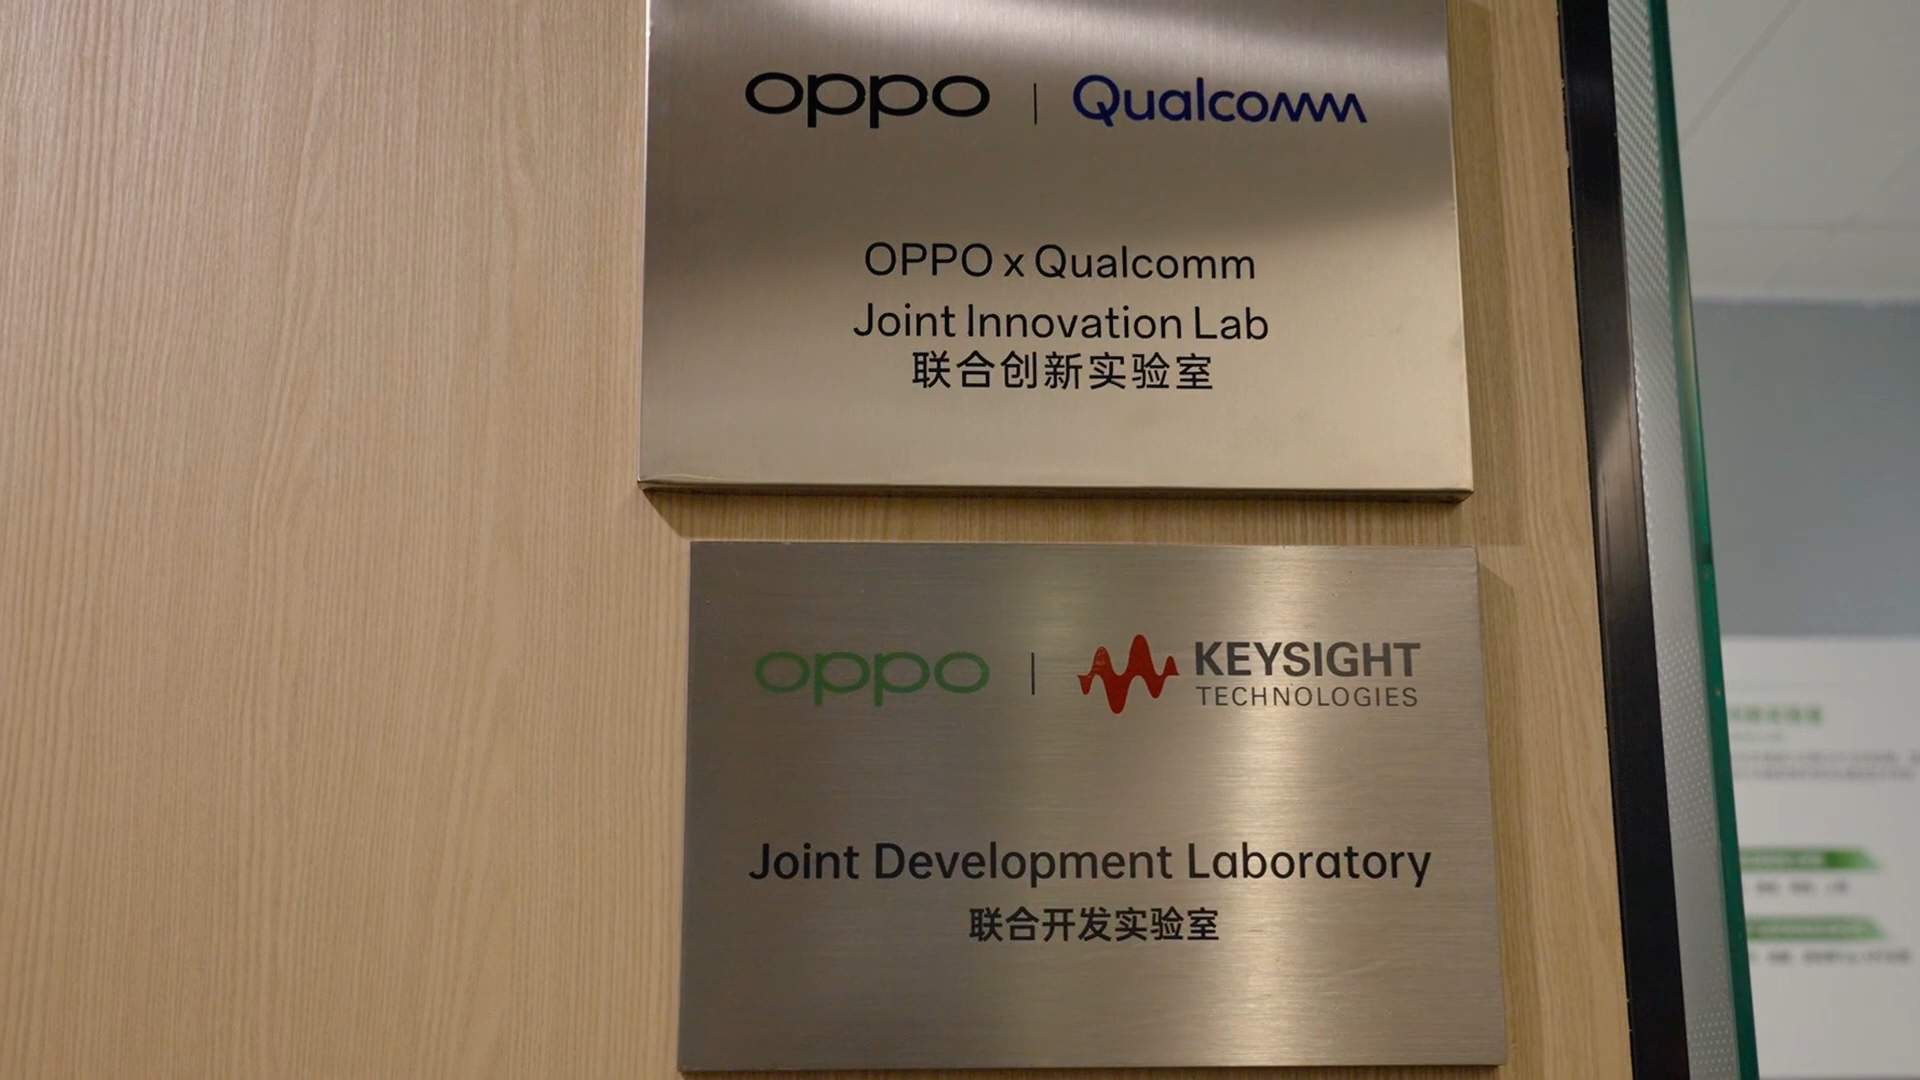 oppo | Qualcomm
OPPO x Qualcomm
Joint Innovation Lab
联合创新实验室
oppo | KEYSIGHT
TECHNOLOGIES
Joint Development Laboratory
联合开发实验室